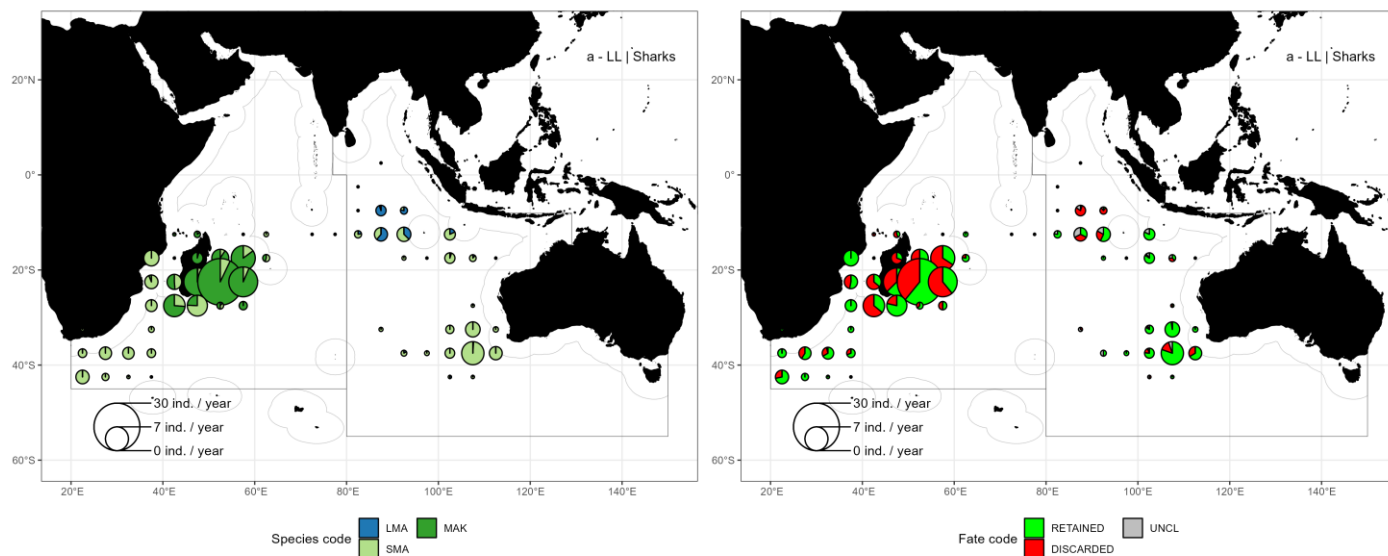 a - LL | Sharks
20°N
0°
20°S
40°S
60°S
30 ind. / year
7 ind. / year
0 ind. / year
20°E 40°E 60°E 80°E 100°E 120°E 140°E
Species code
LMA MAK
SMA
a - LL | Sharks
20°N
0°
20°S
40°S
60°S
30 ind. / year
7 ind. / year
0 ind. / year
20°E 40°E 60°E 80°E 100°E 120°E 140°E
Fate code
RETAINED UNCL
DISCARDED